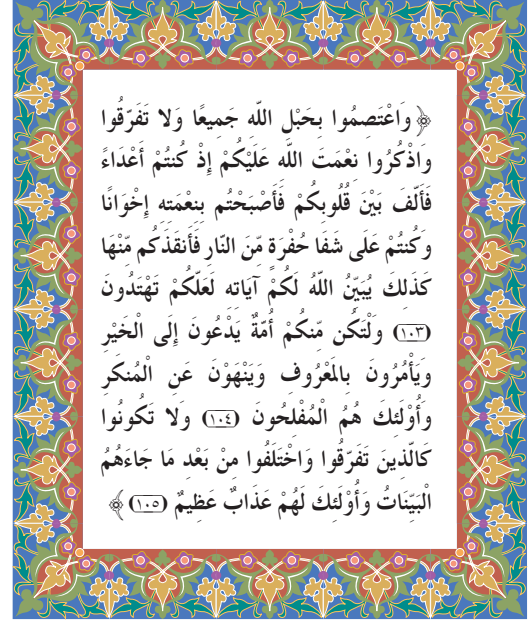 ﴿ وَاعْتَصِمُوا بِحَبْلِ اللّهِ جَمِيعًا وَلا تَفَرَّقُوا
وَاذْكُرُوا نِعْمَتَ اللّهِ عَلَيْكُمْ إِذْ كُنتُمْ أَعْدَاءً
فَأَلَّفَ بَيْنَ قُلُوبِكُمْ فَأَصْبَحْتُم بِنِعْمَتِهِ إِخْوَانًا
وَكُنتُمْ عَلَى شَفَا حُفْرَةٍ مِّنَ النَّارِ فَأَنقَذَكُم مِّنْهَا
كَذَلِكَ يُبَيِّنُ اللّهُ لَكُمْ آيَاتِهِ لَعَلَّكُمْ تَهْتَدُونَ
(١٠٣) وَلْتَكُن مِّنكُمْ أُمَّةٌ يَدْعُونَ إِلَى الْخَيْرِ
وَيَأْمُرُونَ بِالْمَعْرُوفِ وَيَنْهَوْنَ عَنِ الْمُنكَرِ
وَأُوْلَئِكَ هُمُ الْمُفْلِحُونَ (١٠٤) وَلا تَكُونُوا
كَالَّذِينَ تَفَرَّقُوا وَاخْتَلَفُوا مِنْ بَعْدِ مَا جَاءَهُمُ
الْبَيِّنَاتُ وَأُوْلَئِكَ لَهُمْ عَذَابٌ عَظِيمٌ (١٠٥) ﴾